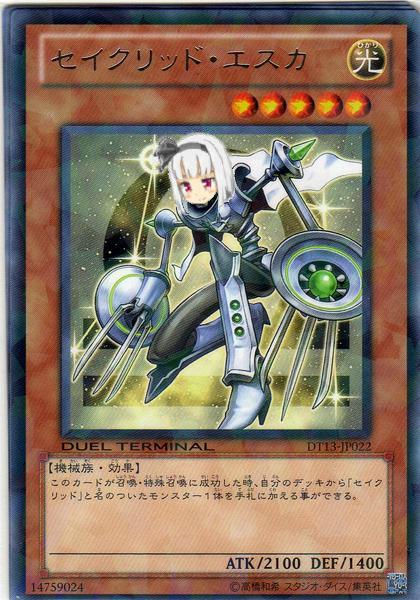 セイクリッド・エスカ
ひかり
光
DUEL TERMINAL
DT13-JP022
【機械族・効果】
このカードが召喚・特殊召喚に成功した時、自分のデッキから「セイク
リッド」と名のついたモンスター1体を手札に加える事ができる。
ATK/2100 DEF/1400
14759024
©高橋和希 スタジオ・ダイス/集英社